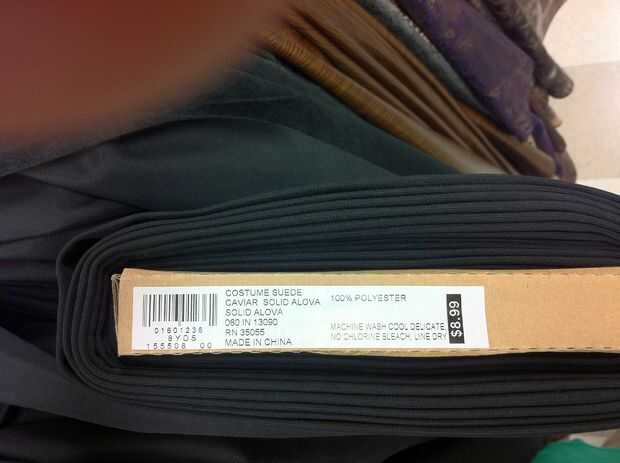 COSTUME SUEDE
CAVIAR SOLID ALOVA
SOLID ALOVA
060 IN 13090
RN 35055
MADE IN CHINA
100% POLYESTER
MACHINE WASH COOL DELICATE,
NO CHLORINE BLEACH, LINE DRY
$8.99
01601236
8YDS
155508 00